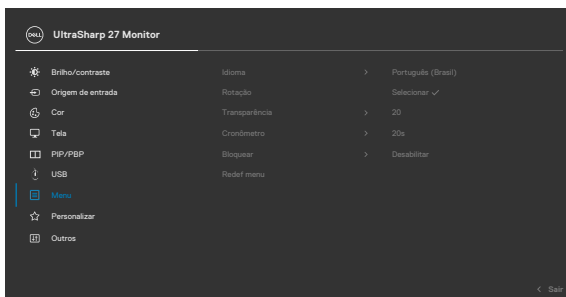 DELL UltraSharp 27 Monitor
Brilho/contraste Idioma > Português (Brasil)
Origem de entrada Rotação Selecionar ✓
Cor Transparência > 20
Tela Cronômetro > 20s
PIP/PBP Bloquear > Desabilitar
USB Redef menu
Menu
Personalizar
Outros
< Sair